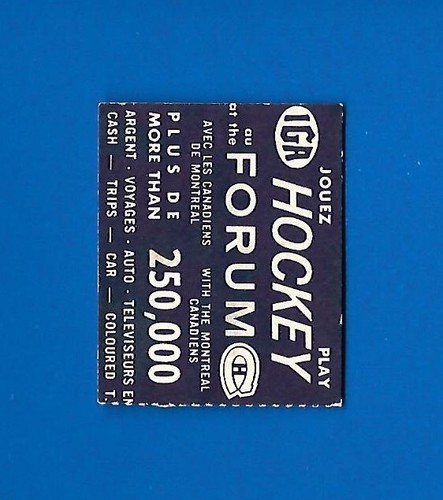 JOUEZ PLAY
IGA HOCKEY
au
at the FORUM
AVEC LES CANADIENS
DE MONTREAL
WITH THE MONTREAL
CANADIENS
PLUS DE
MORE THAN
250,000
ARGENT · VOYAGES · AUTO · TELEVISEURS EN
CASH — TRIPS — CAR — COLOURED T.